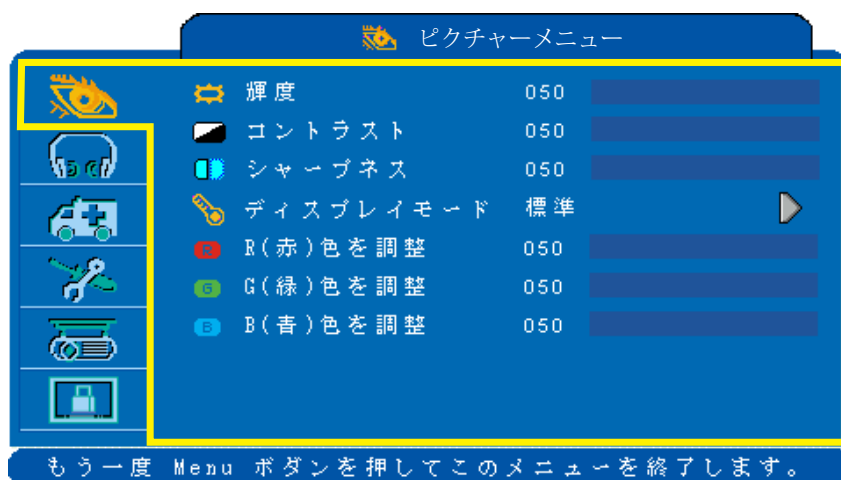 ピクチャーメニュー
輝度 050
コントラスト 050
シャープネス 050
ディスプレイモード 標準
R R(赤)色を調整 050
G G(緑)色を調整 050
B B(青)色を調整 050
もう一度 Menu ボダンを押してこのメニューを終了します。